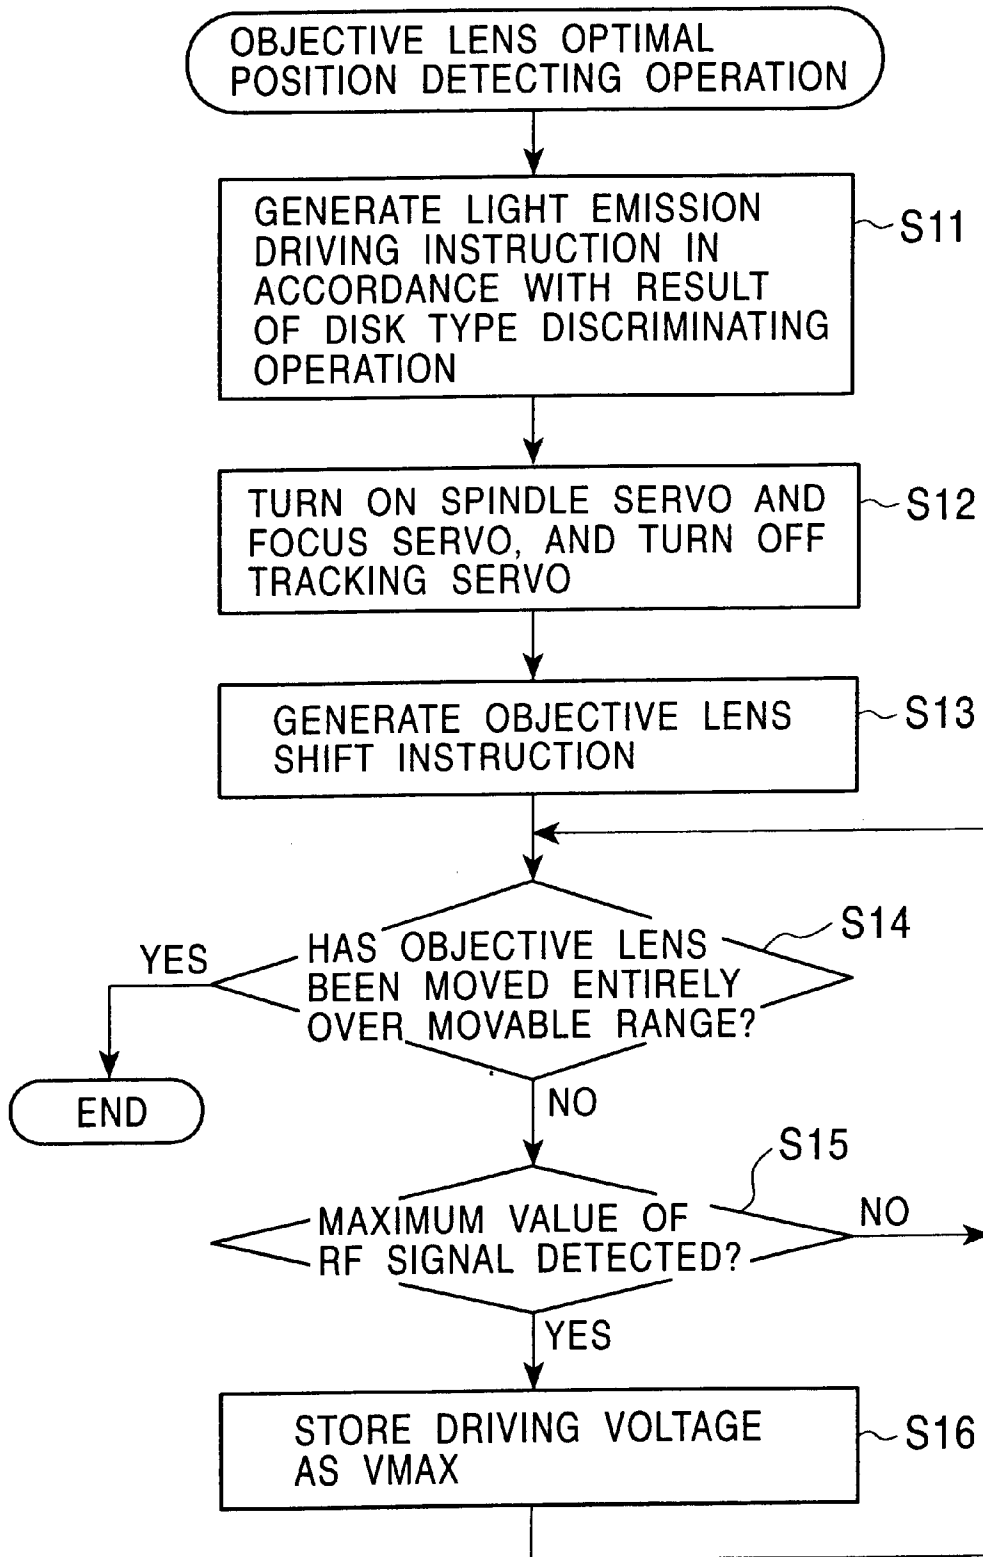 OBJECTIVE LENS OPTIMAL
POSITION DETECTING OPERATION
GENERATE LIGHT EMISSION
DRIVING INSTRUCTION IN
ACCORDANCE WITH RESULT
OF DISK TYPE DISCRIMINATING
OPERATION
S11
TURN ON SPINDLE SERVO AND
FOCUS SERVO, AND TURN OFF
TRACKING SERVO
S12
GENERATE OBJECTIVE LENS
SHIFT INSTRUCTION
S13
HAS OBJECTIVE LENS
BEEN MOVED ENTIRELY
OVER MOVABLE RANGE?
S14
YES
END
NO
MAXIMUM VALUE OF
RF SIGNAL DETECTED?
S15
NO
YES
STORE DRIVING VOLTAGE
AS VMAX
S16